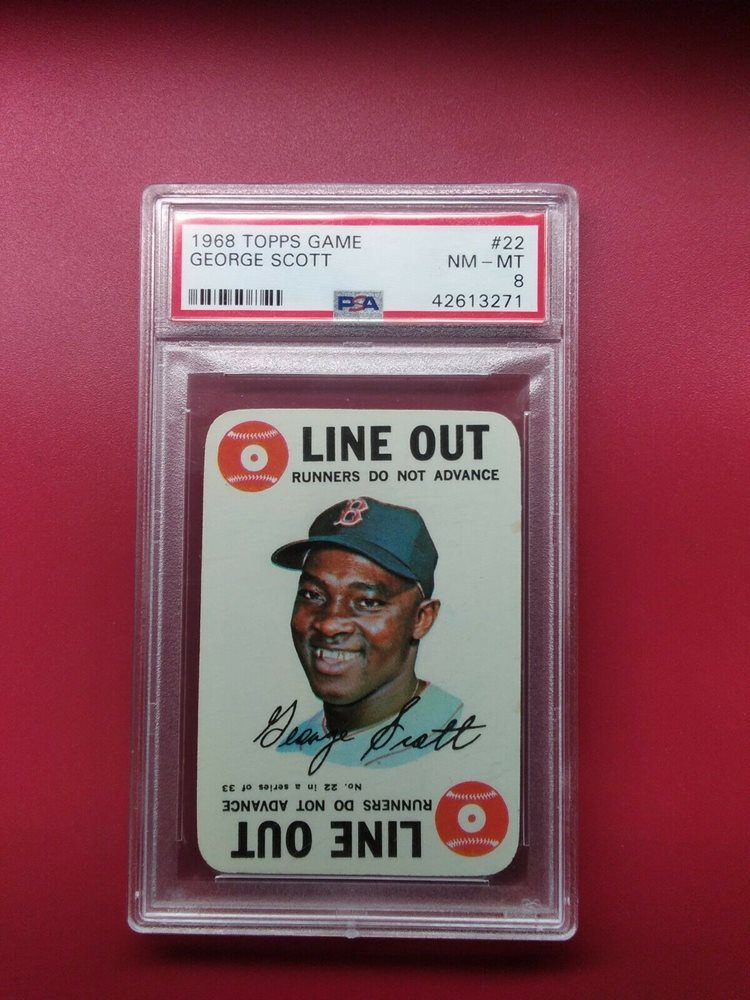 1968 TOPPS GAME #22
GEORGE SCOTT NM - MT
8
PSA 42613271
LINE OUT
RUNNERS DO NOT ADVANCE
B
George Scott
No. 22 in a series of 33
RUNNERS DO NOT ADVANCE
LINE OUT